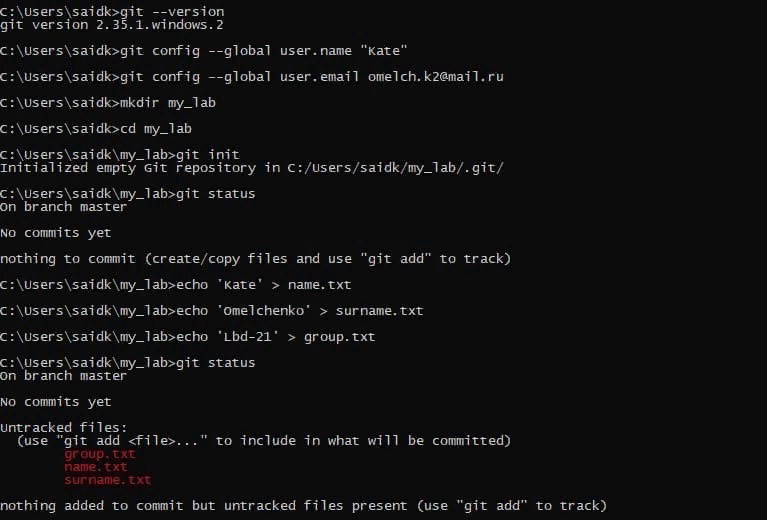 C:\Users\saidk>git --version
git version 2.35.1.windows.2
C:\Users\saidk>git config --global user.name "Kate"
C:\Users\saidk>git config --global user.email omelch.k2@mail.ru
C:\Users\saidk>mkdir my_lab
C:\Users\saidk>cd my_lab
C:\Users\saidk\my_lab>git init
Initialized empty Git repository in C:/Users/saidk/my_lab/.git/
C:\Users\saidk\my_lab>git status
On branch master
No commits yet
nothing to commit (create/copy files and use "git add" to track)
C:\Users\saidk\my_lab>echo 'Kate' > name.txt
C:\Users\saidk\my_lab>echo 'Omelchenko' > surname.txt
C:\Users\saidk\my_lab>echo 'Lbd-21' > group.txt
C:\Users\saidk\my_lab>git status
On branch master
No commits yet
Untracked files:
(use "git add <file>..." to include in what will be committed)
group.txt
name.txt
surname.txt
nothing added to commit but untracked files present (use "git add" to track)